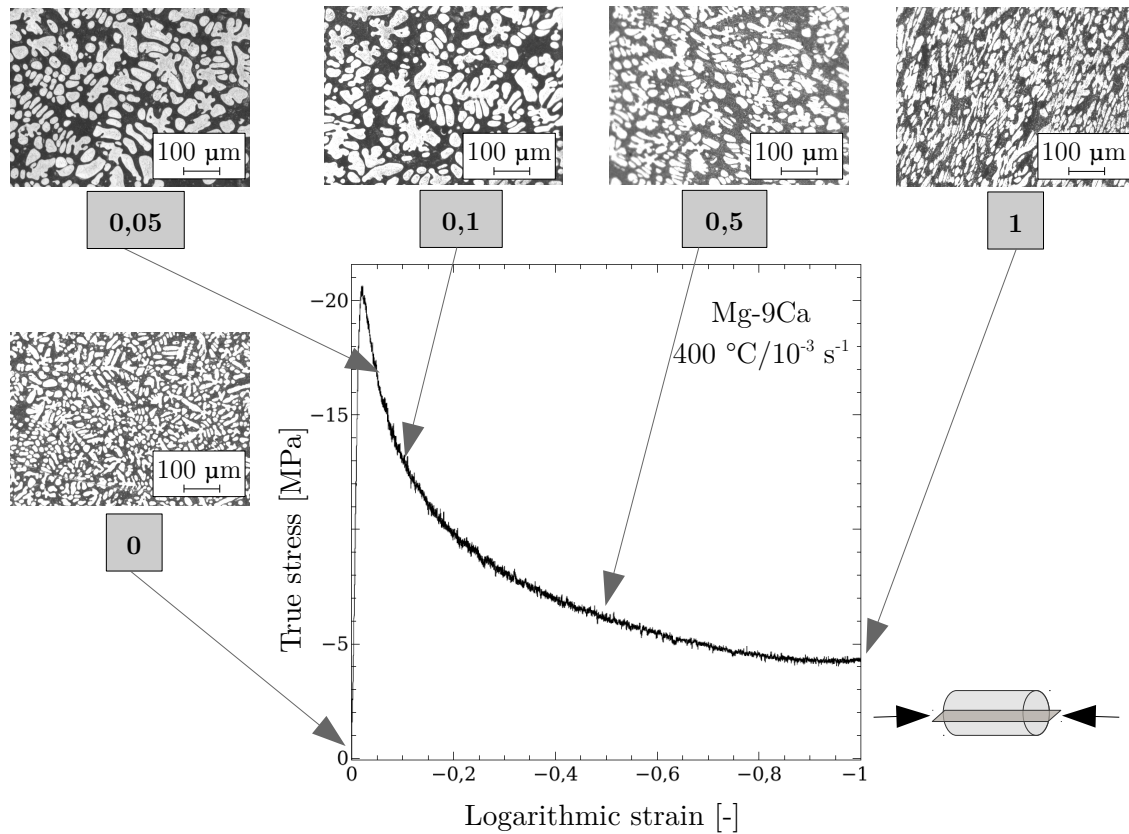 100 µm
100 µm
100 µm
100 µm
0,05
0,1
0,5
1
100 µm
0
Mg-9Ca
400 °C/10⁻³ s⁻¹
True stress [MPa]
−20
−15
−10
−5
0
0
−0,2
−0,4
−0,6
−0,8
−1
Logarithmic strain [-]